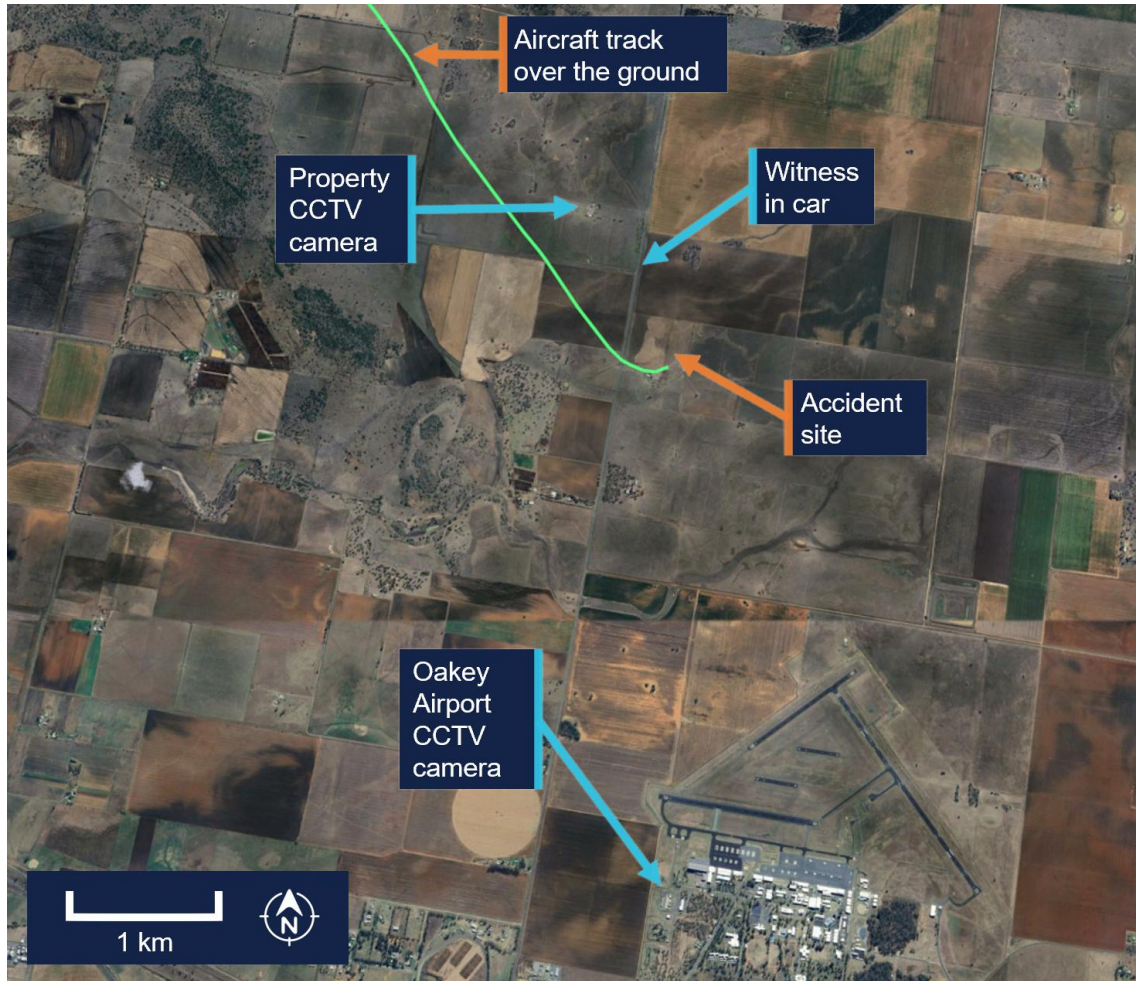 Aircraft track
over the ground
Property
CCTV
camera
Witness
in car
Accident
site
Oakey
Airport
CCTV
camera
1 km
N